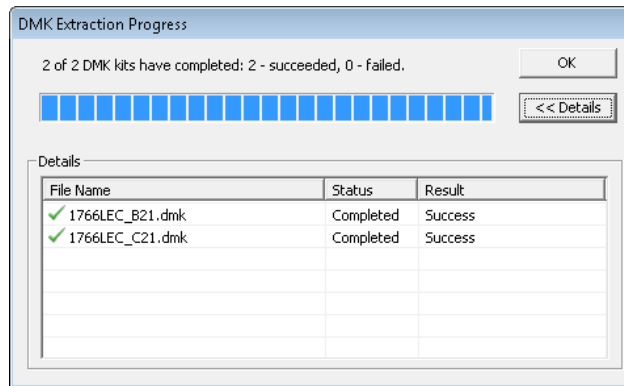 DMK Extraction Progress
2 of 2 DMK kits have completed: 2 - succeeded, 0 - failed.
OK
<< Details
Details
File Name Status Result
1766LEC_B21.dmk Completed Success
1766LEC_C21.dmk Completed Success